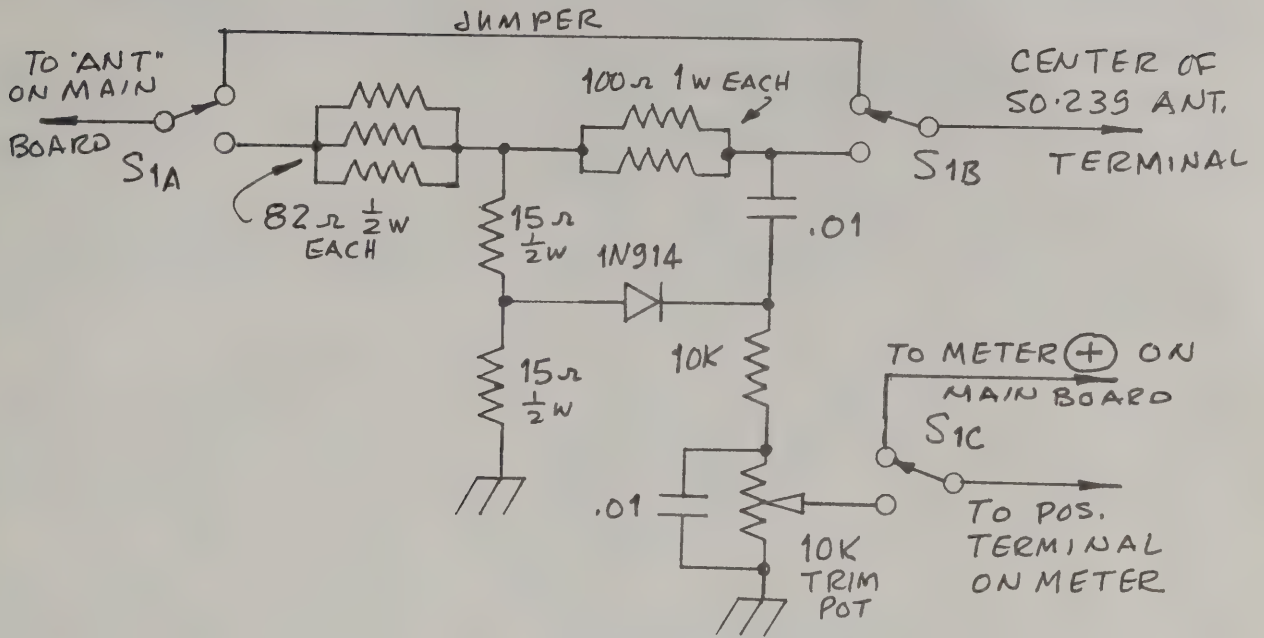 JUMPER
TO "ANT"
ON MAIN
BOARD
S1A
82Ω ½W
EACH
100Ω 1W EACH
CENTER OF
SO-239 ANT.
TERMINAL
S1B
15Ω
½W
1N914
.01
15Ω
½W
10K
TO METER (+) ON
MAIN BOARD
S1C
.01
10K
TRIM
POT
TO POS.
TERMINAL
ON METER